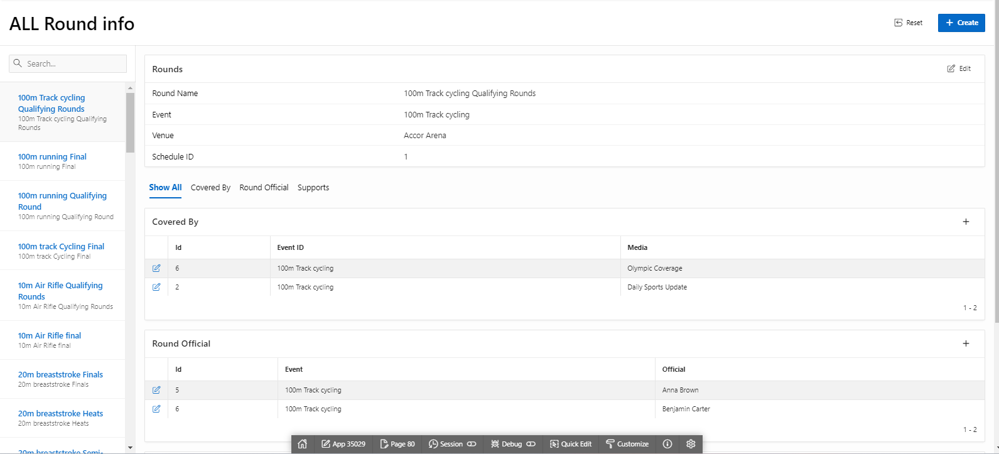 ALL Round info
Reset
Create
Search...
100m Track cycling
Qualifying Rounds
100m Track cycling Qualifying
Rounds
100m running Final
100m running Final
100m running Qualifying
Round
100m running Qualifying Round
100m track Cycling Final
100m track Cycling Final
10m Air Rifle Qualifying
Rounds
10m Air Rifle Qualifying Rounds
10m Air Rifle final
10m Air Rifle final
20m breaststroke Finals
20m breaststroke Finals
20m breaststroke Heats
20m breaststroke Heats
20m breaststroke Semi-
Rounds
Edit
Round Name 100m Track cycling Qualifying Rounds
Event 100m Track cycling
Venue Accor Arena
Schedule ID 1
Show All Covered By Round Official Supports
Covered By
Id Event ID Media
6 100m Track cycling Olympic Coverage
2 100m Track cycling Daily Sports Update
1 - 2
Round Official
Id Event Official
5 100m Track cycling Anna Brown
6 100m Track cycling Benjamin Carter
1 - 2
App 35029 Page 80 Session Debug Quick Edit Customize